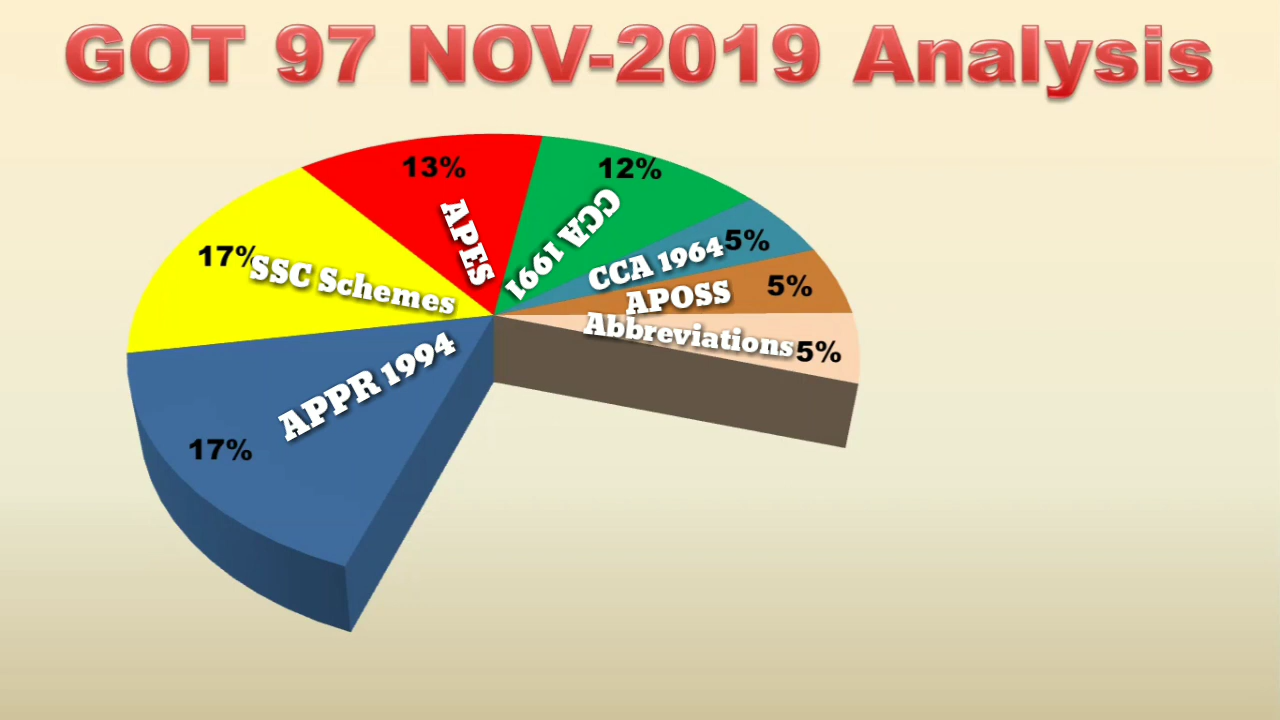 GOT 97 NOV-2019 Analysis
13%
APES
12%
CCA 1991
17%
SSC Schemes
CCA 1964
5%
APOSS
5%
Abbreviations
5%
APPR 1994
17%